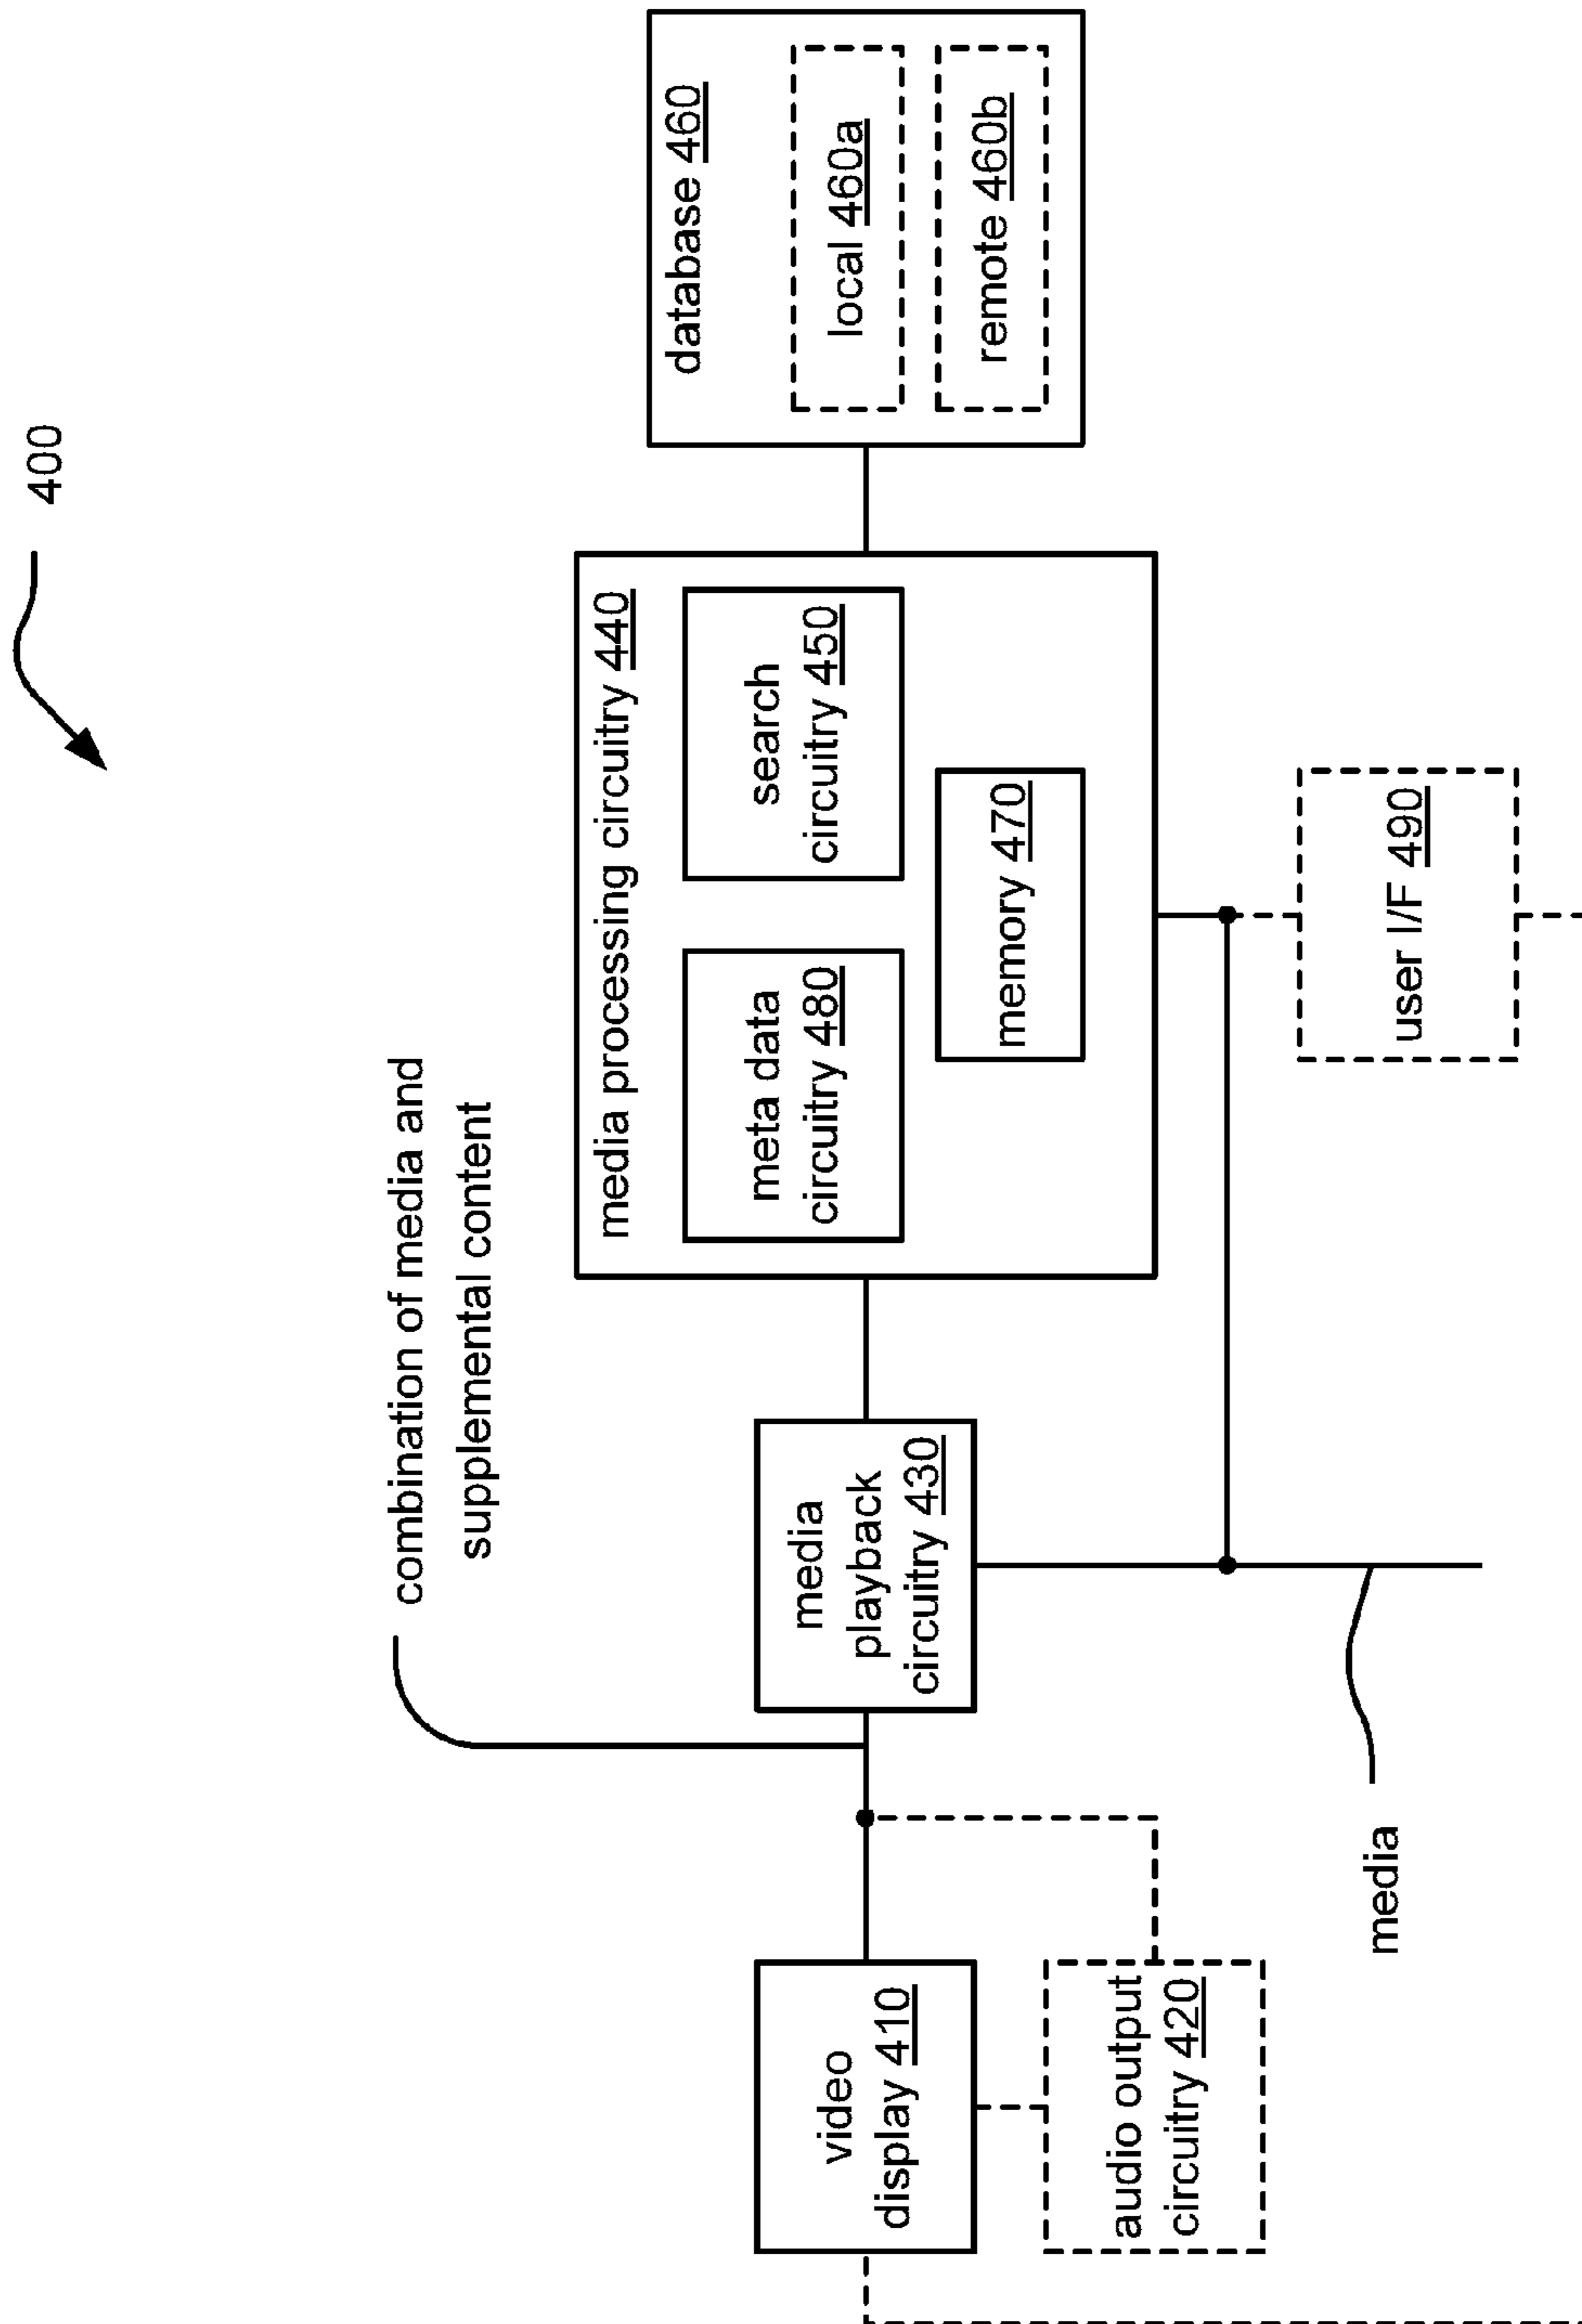 400
combination of media and
supplemental content
media processing circuitry 440
database 460
video
display 410
media
playback
circuitry 430
meta data
circuitry 480
search
circuitry 450
memory 470
local 460a
remote 460b
audio output
circuitry 420
media
user I/F 490